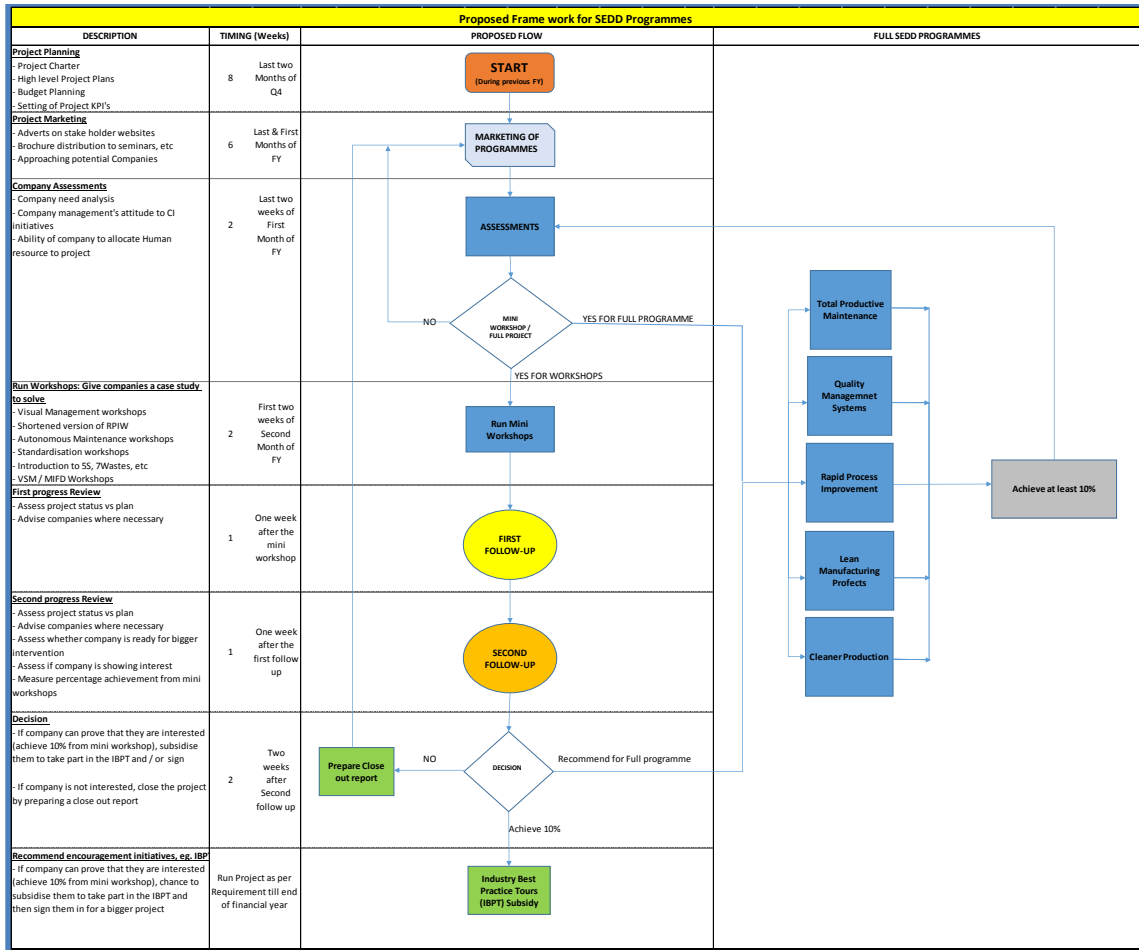 Proposed Frame work for SEDD Programmes
DESCRIPTION
TIMING (Weeks)
PROPOSED FLOW
FULL SEDD PROGRAMMES
Project Planning
- Project Charter
- High level Project Plans
- Budget Planning
- Setting of Project KPI's
8
Last two
Months of
Q4
START
(During previous FY)
Project Marketing
- Adverts on stake holder websites
- Brochure distribution to seminars, etc
- Approaching potential Companies
6
Last & First
Months of
FY
MARKETING OF
PROGRAMMES
Company Assessments
- Company need analysis
- Company management's attitude to CI
initiatives
- Ability of company to allocate Human
resource to project
2
Last two
weeks of
First
Month of
FY
ASSESSMENTS
MINI
WORKSHOP /
FULL PROJECT
NO
YES FOR FULL PROGRAMME
YES FOR WORKSHOPS
Total Productive
Maintenance
Quality
Managemnet
Systems
Rapid Process
Improvement
Lean
Manufacturing
Profects
Cleaner Production
Achieve at least 10%
Run Workshops: Give companies a case study
to solve
- Visual Management workshops
- Shortened version of RPIW
- Autonomous Maintenance workshops
- Standardisation workshops
- Introduction to 5S, 7Wastes, etc
- VSM / MIFD Workshops
2
First two
weeks of
Second
Month of
FY
Run Mini
Workshops
First progress Review
- Assess project status vs plan
- Advise companies where necessary
1
One week
after the
mini
workshop
FIRST
FOLLOW-UP
Second progress Review
- Assess project status vs plan
- Advise companies where necessary
- Assess whether company is ready for bigger
intervention
- Assess if company is showing interest
- Measure percentage achievement from mini
workshops
1
One week
after the
first follow
up
SECOND
FOLLOW-UP
Decision
- If company can prove that they are interested
(achieve 10% from mini workshop), subsidise
them to take part in the IBPT and / or sign
- If company is not interested, close the project
by preparing a close out report
2
Two
weeks
after
Second
follow up
Prepare Close
out report
NO
DECISION
Recommend for Full programme
Achieve 10%
Recommend encouragement initiatives, eg. IBPT
- If company can prove that they are interested
(achieve 10% from mini workshop), chance to
subsidise them to take part in the IBPT and
then sign them in for a bigger project
Run Project as per
Requirement till end
of financial year
Industry Best
Practice Tours
(IBPT) Subsidy